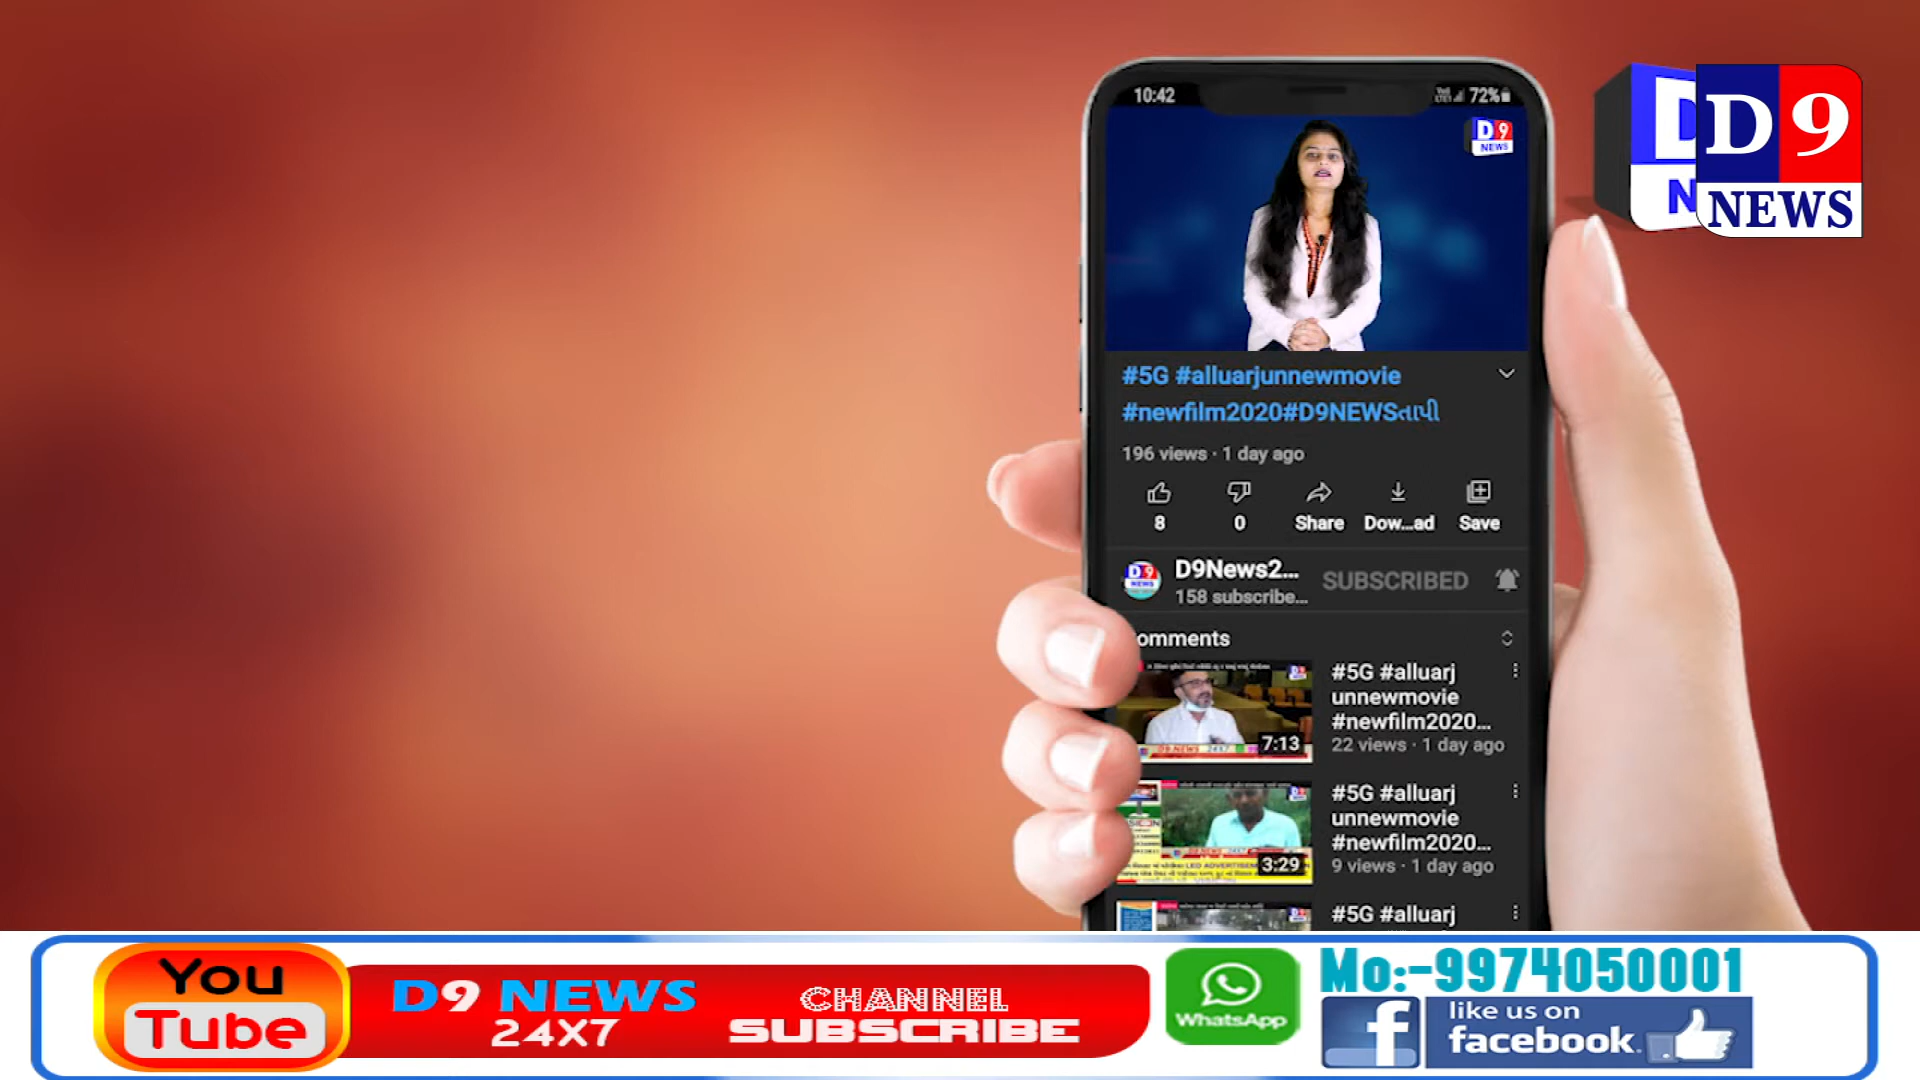 10:42
72%
D9
NEWS
D
N
D9
NEWS
#5G #alluarjunnewmovie
#newfilm2020#D9NEWSતાપી
196 views · 1 day ago
8
0
Share
Dow...ad
Save
D9
NEWS
D9News2...
158 subscribe...
SUBSCRIBED
omments
#5G #alluarj
unnewmovie
#newfilm2020...
22 views · 1 day ago
7:13
#5G #alluarj
unnewmovie
#newfilm2020...
9 views · 1 day ago
3:29
#5G #alluarj
You
Tube
D9 NEWS
24X7
CHANNEL
SUBSCRIBE
WhatsApp
Mo:-9974050001
f
like us on
facebook.